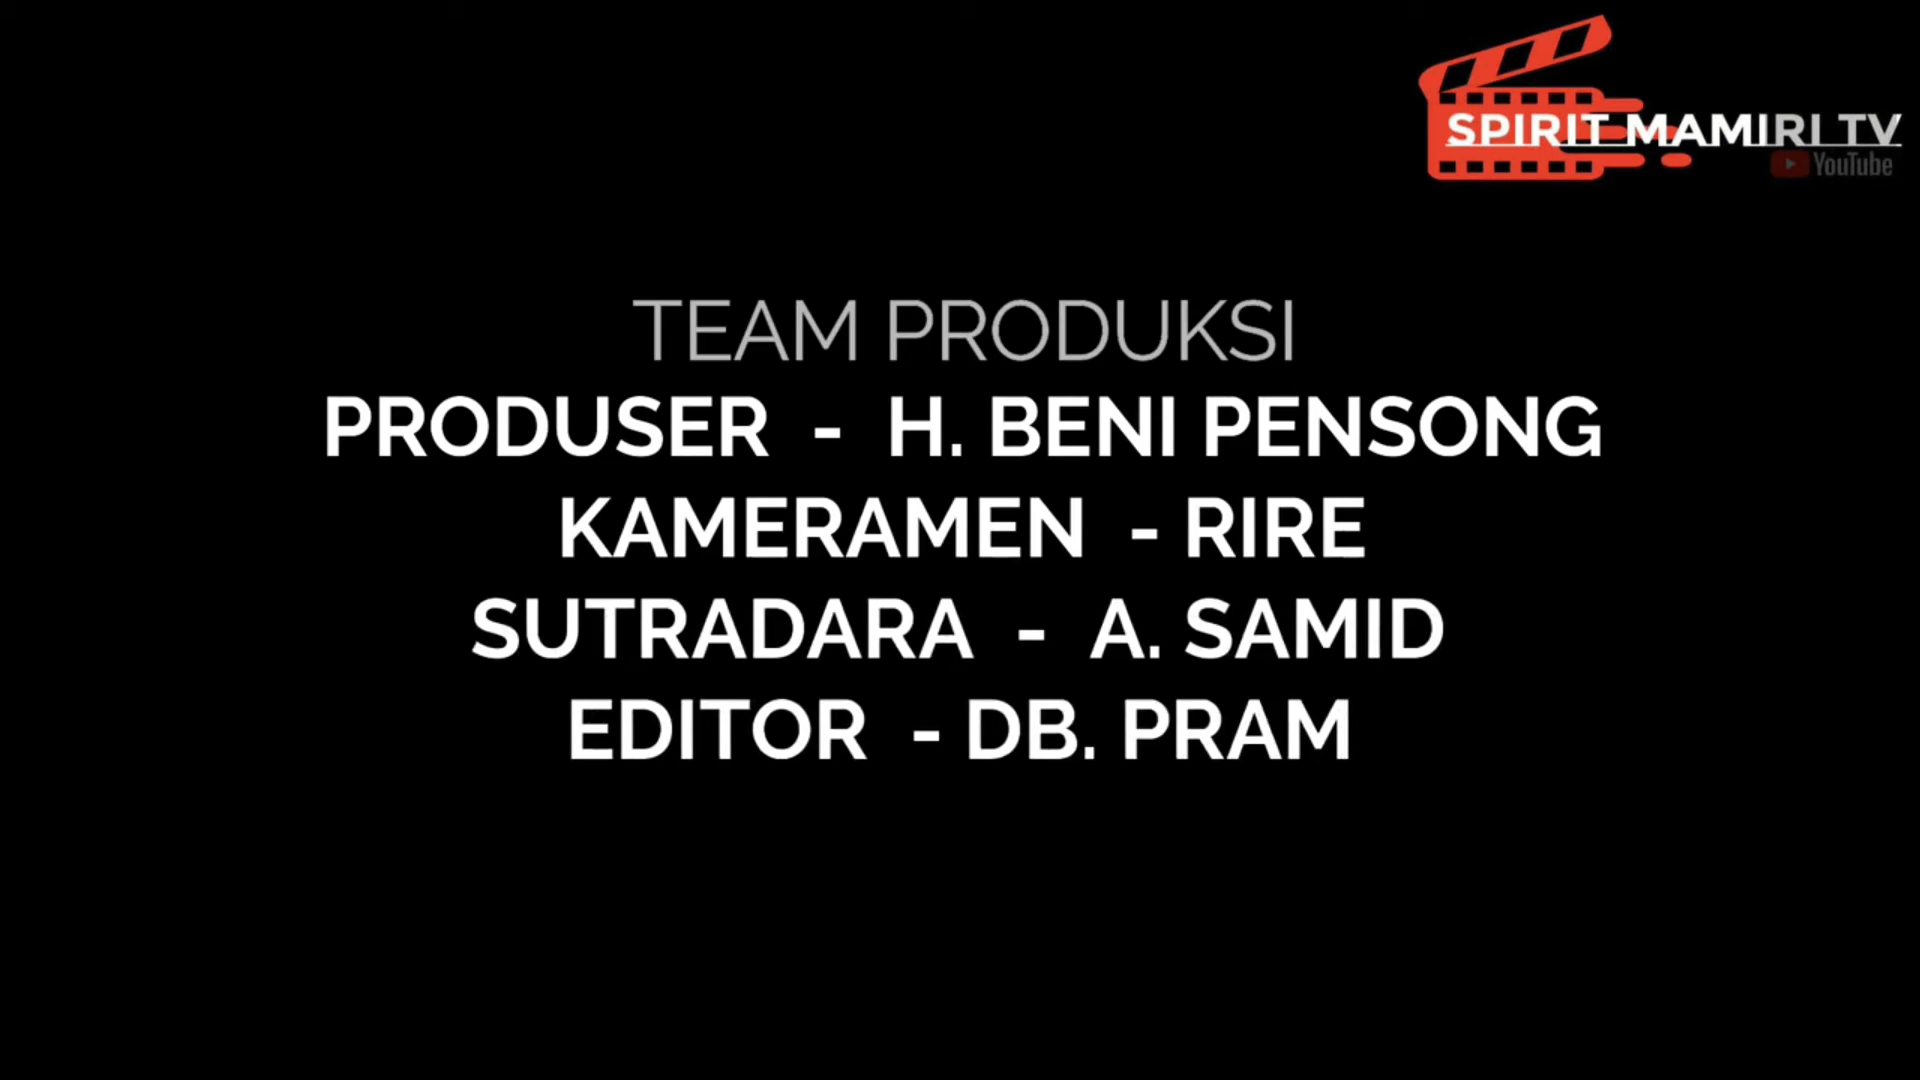 SPIRIT MAMIRI TV
YouTube
TEAM PRODUKSI
PRODUSER - H. BENI PENSONG
KAMERAMEN - RIRE
SUTRADARA - A. SAMID
EDITOR - DB. PRAM